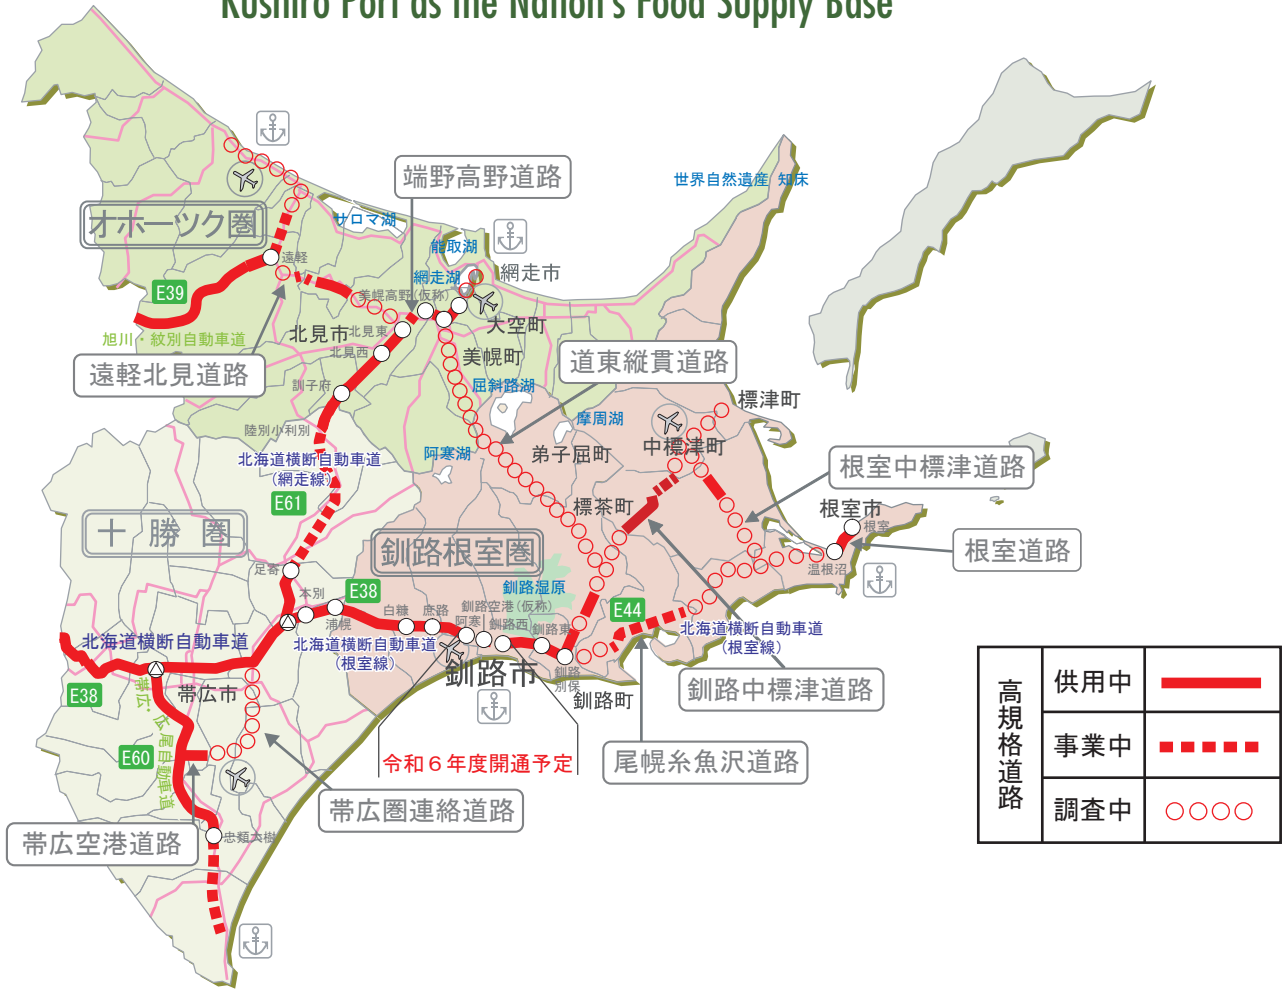 Kushiro Port as the Nation's Food Supply Base
世界自然遺産 知床
端野高野道路
オホーツク圏
サロマ湖
能取湖
網走湖
網走市
遠軽
E39
美幌高野(仮称)
旭川・紋別自動車道
北見市
北見東
大空町
北見西
美幌町
遠軽北見道路
道東縦貫道路
訓子府
屈斜路湖
標津町
摩周湖
陸別小利別
阿寒湖
弟子屈町
中標津町
北海道横断自動車道
(網走線)
E61
根室中標津道路
標茶町
根室市
根室
十勝圏
釧路根室圏
根室道路
足寄
温根沼
釧路湿原
本別
E38
白糠
庶路
阿寒
釧路空港(仮称)
釧路西
釧路東
E44
浦幌
北海道横断自動車道
北海道横断自動車道
(根室線)
北海道横断自動車道
(根室線)
釧路市
釧路
別保
釧路町
釧路中標津道路
E38
帯広市
帯広・広尾自動車道
E60
令和6年度開通予定
尾幌糸魚沢道路
帯広圏連絡道路
帯広空港道路
忠類大樹
高規格道路
供用中
事業中
調査中